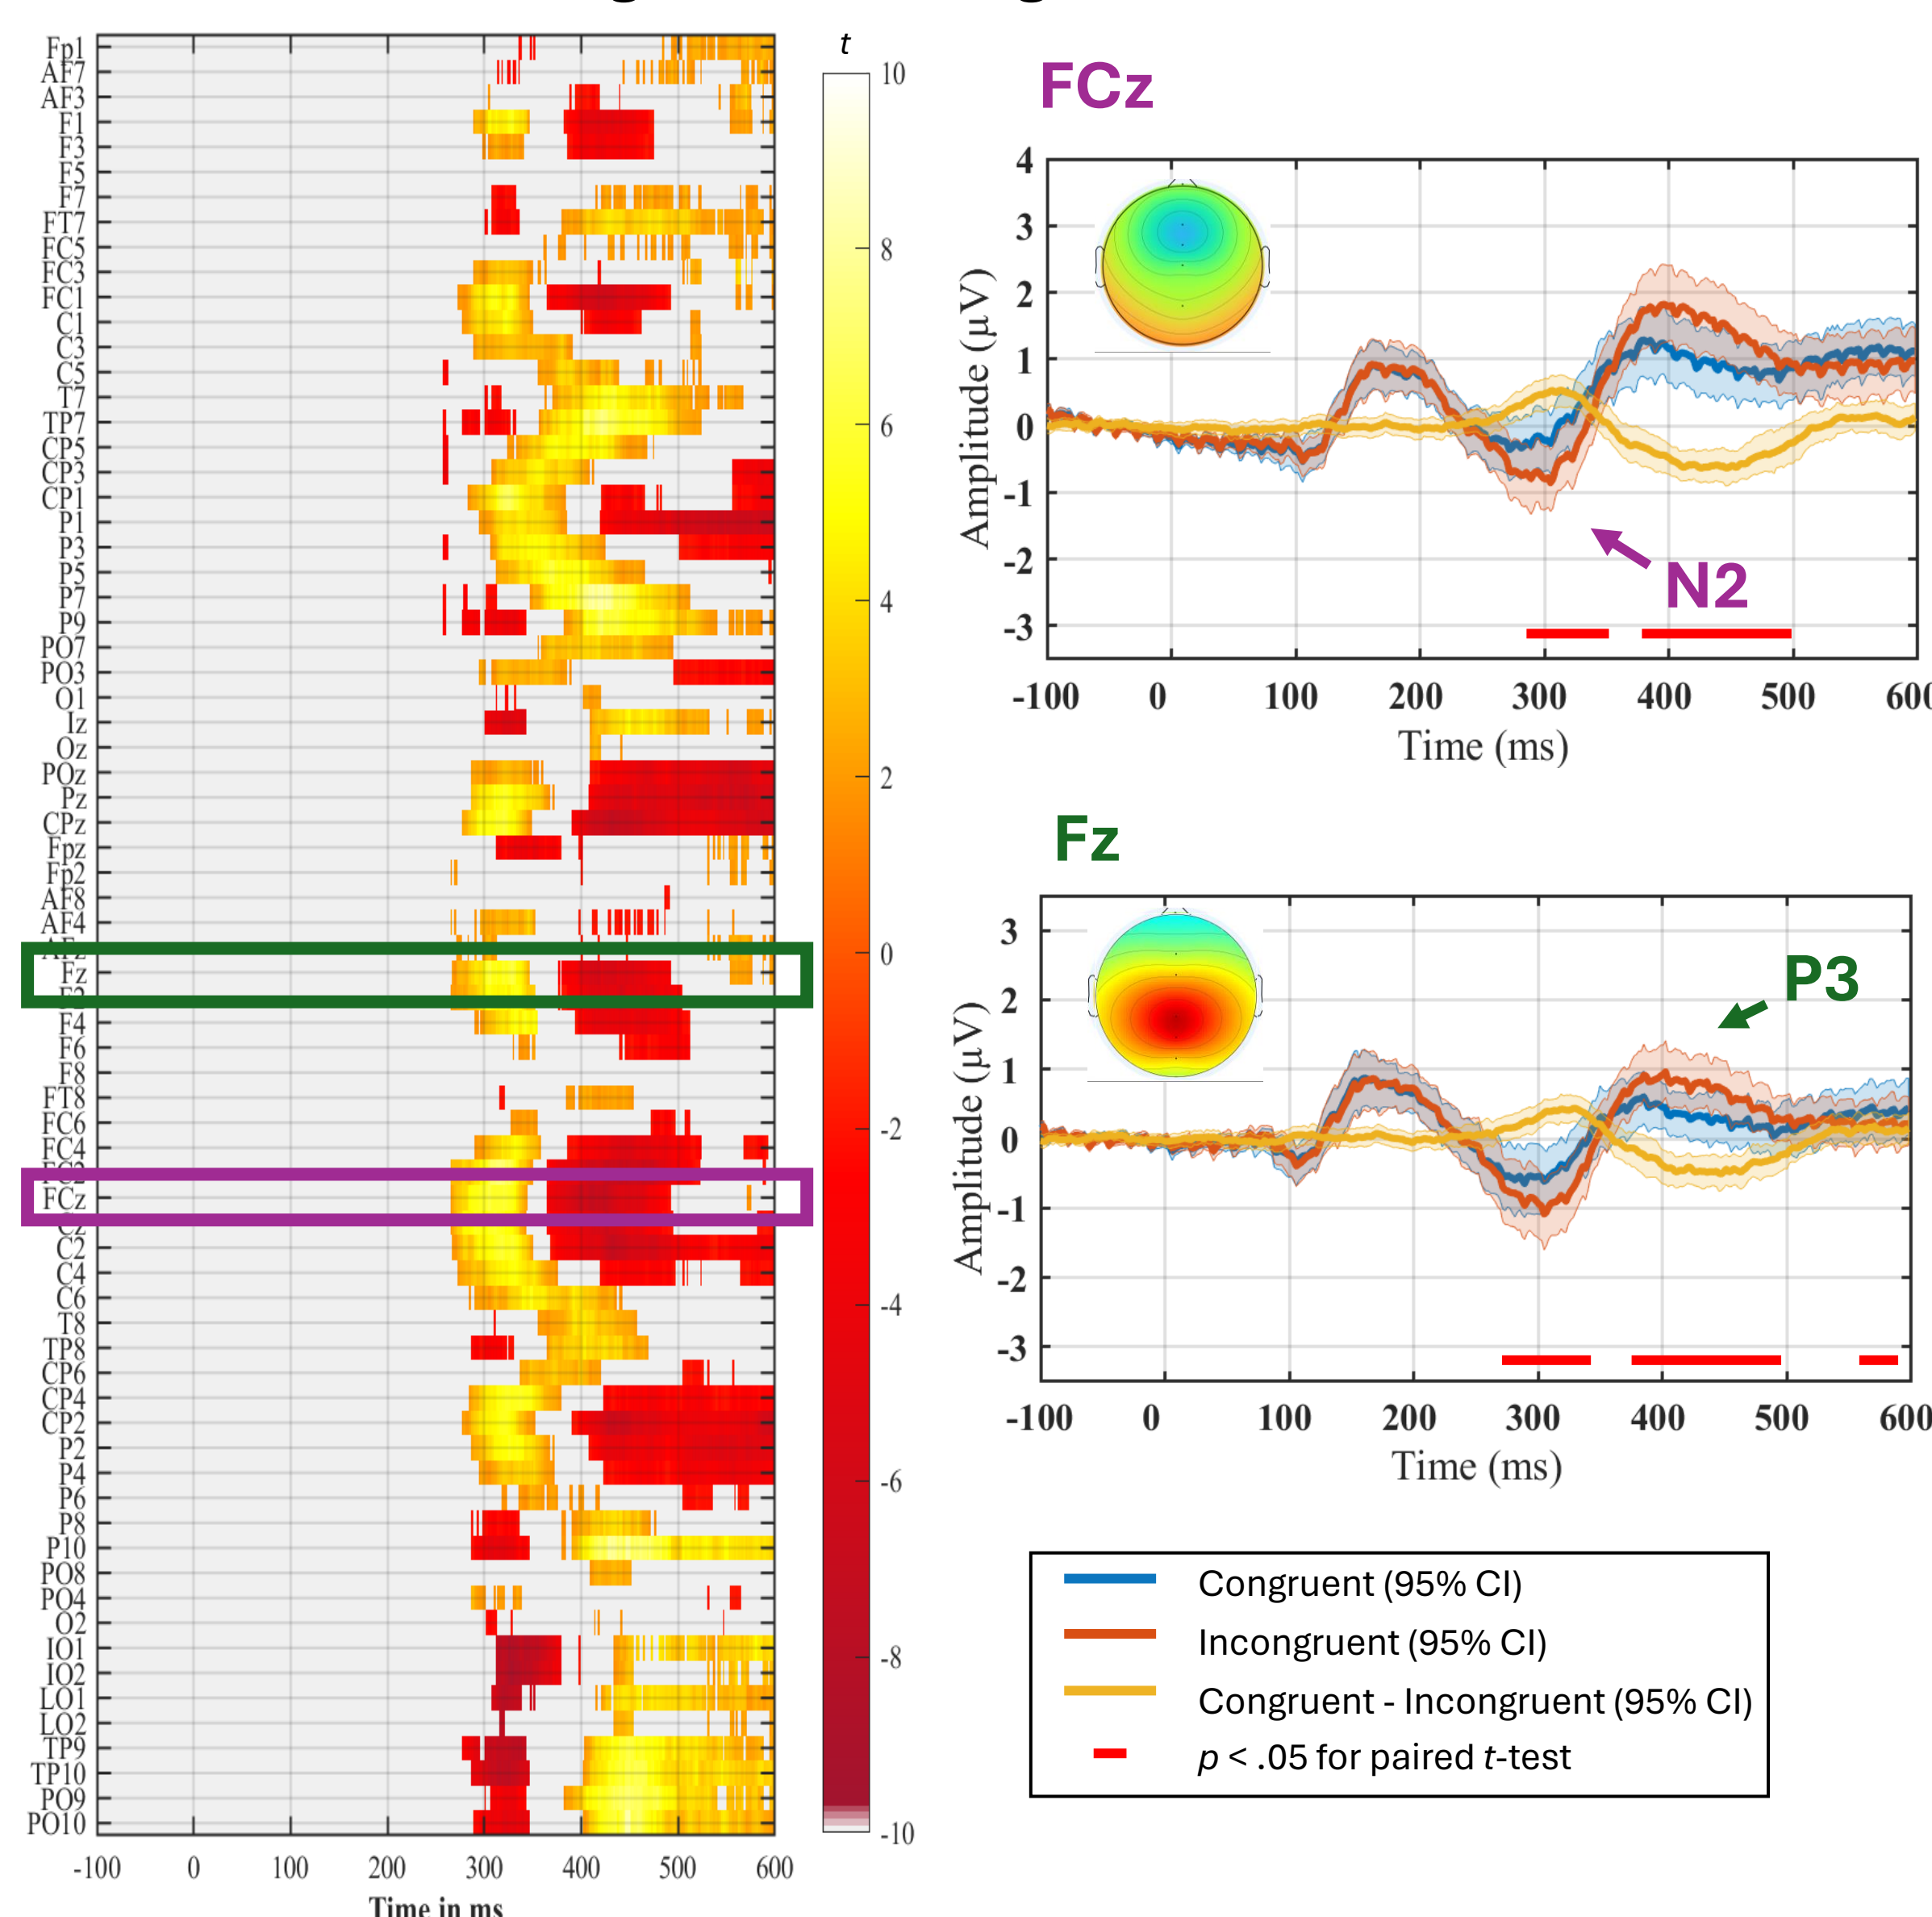 t
Fp1
AF7
AF3
F1
F3
F5
F7
FT7
FC5
FC3
FC1
C1
C3
C5
T7
TP7
CP5
CP3
CP1
P1
P3
P5
P7
P9
PO7
PO3
O1
Iz
Oz
POz
Pz
CPz
Fpz
Fp2
AF8
AF4
Fz
F4
F6
F8
FT8
FC6
FC4
FCz
C2
C4
C6
T8
TP8
CP6
CP4
CP2
P2
P4
P6
P8
P10
PO8
PO4
O2
IO1
IO2
LO1
LO2
TP9
TP10
PO9
PO10
-100 0 100 200 300 400 500 600
Time in ms
10
8
6
4
2
0
-2
-4
-6
-8
-10
FCz
4
3
2
1
0
-1
-2
-3
Amplitude (µV)
N2
-100 0 100 200 300 400 500 600
Time (ms)
Fz
3
2
1
0
-1
-2
-3
Amplitude (µV)
P3
-100 0 100 200 300 400 500 600
Time (ms)
Congruent (95% CI)
Incongruent (95% CI)
Congruent - Incongruent (95% CI)
p < .05 for paired t-test